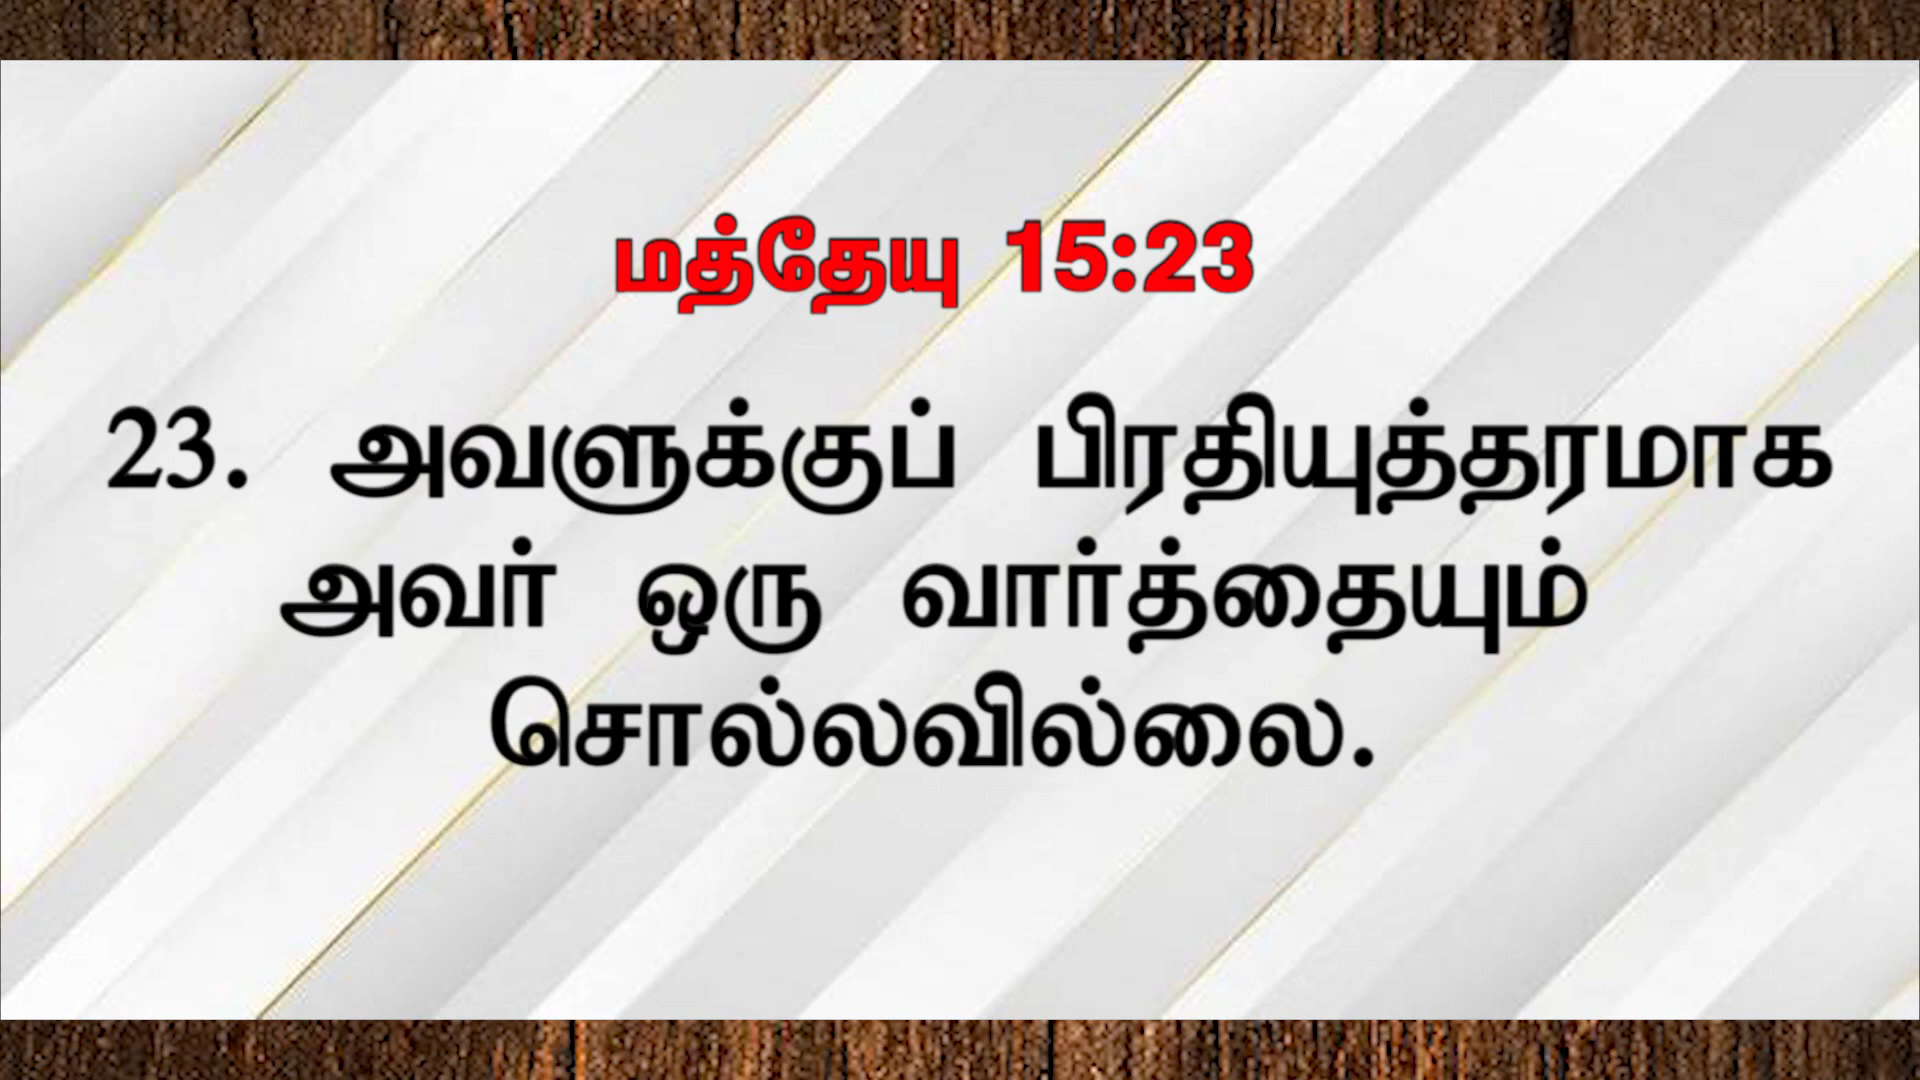 மத்தேயு 15:23
23. அவளுக்குப் பிரதியுத்தரமாக
அவர் ஒரு வார்த்தையும்
சொல்லவில்லை.